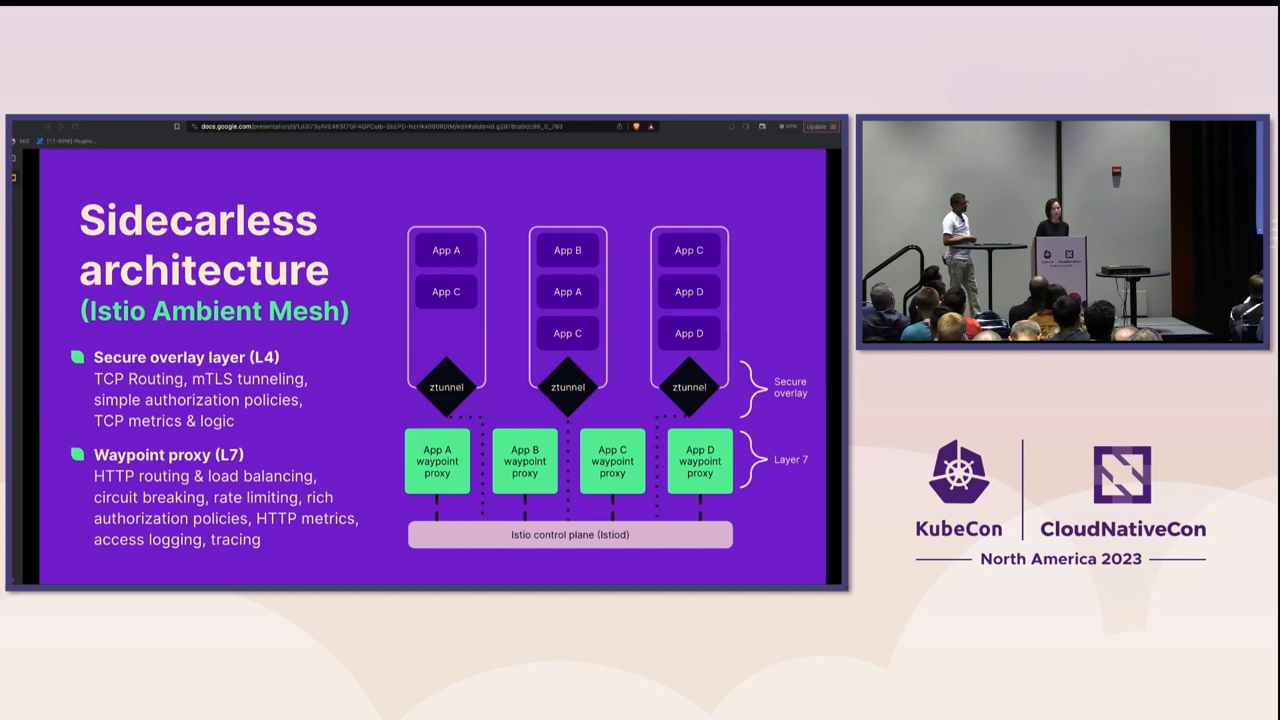 docs.google.com
VPN
Update
Sidecarless
architecture
(Istio Ambient Mesh)
Secure overlay layer (L4)
TCP Routing, mTLS tunneling,
simple authorization policies,
TCP metrics & logic
Waypoint proxy (L7)
HTTP routing & load balancing,
circuit breaking, rate limiting, rich
authorization policies, HTTP metrics,
access logging, tracing
App A
App C
App B
App A
App C
App C
App D
App D
ztunnel
ztunnel
ztunnel
Secure
overlay
App A
waypoint
proxy
App B
waypoint
proxy
App C
waypoint
proxy
App D
waypoint
proxy
Layer 7
Istio control plane (Istiod)
KubeCon
CloudNativeCon
North America 2023